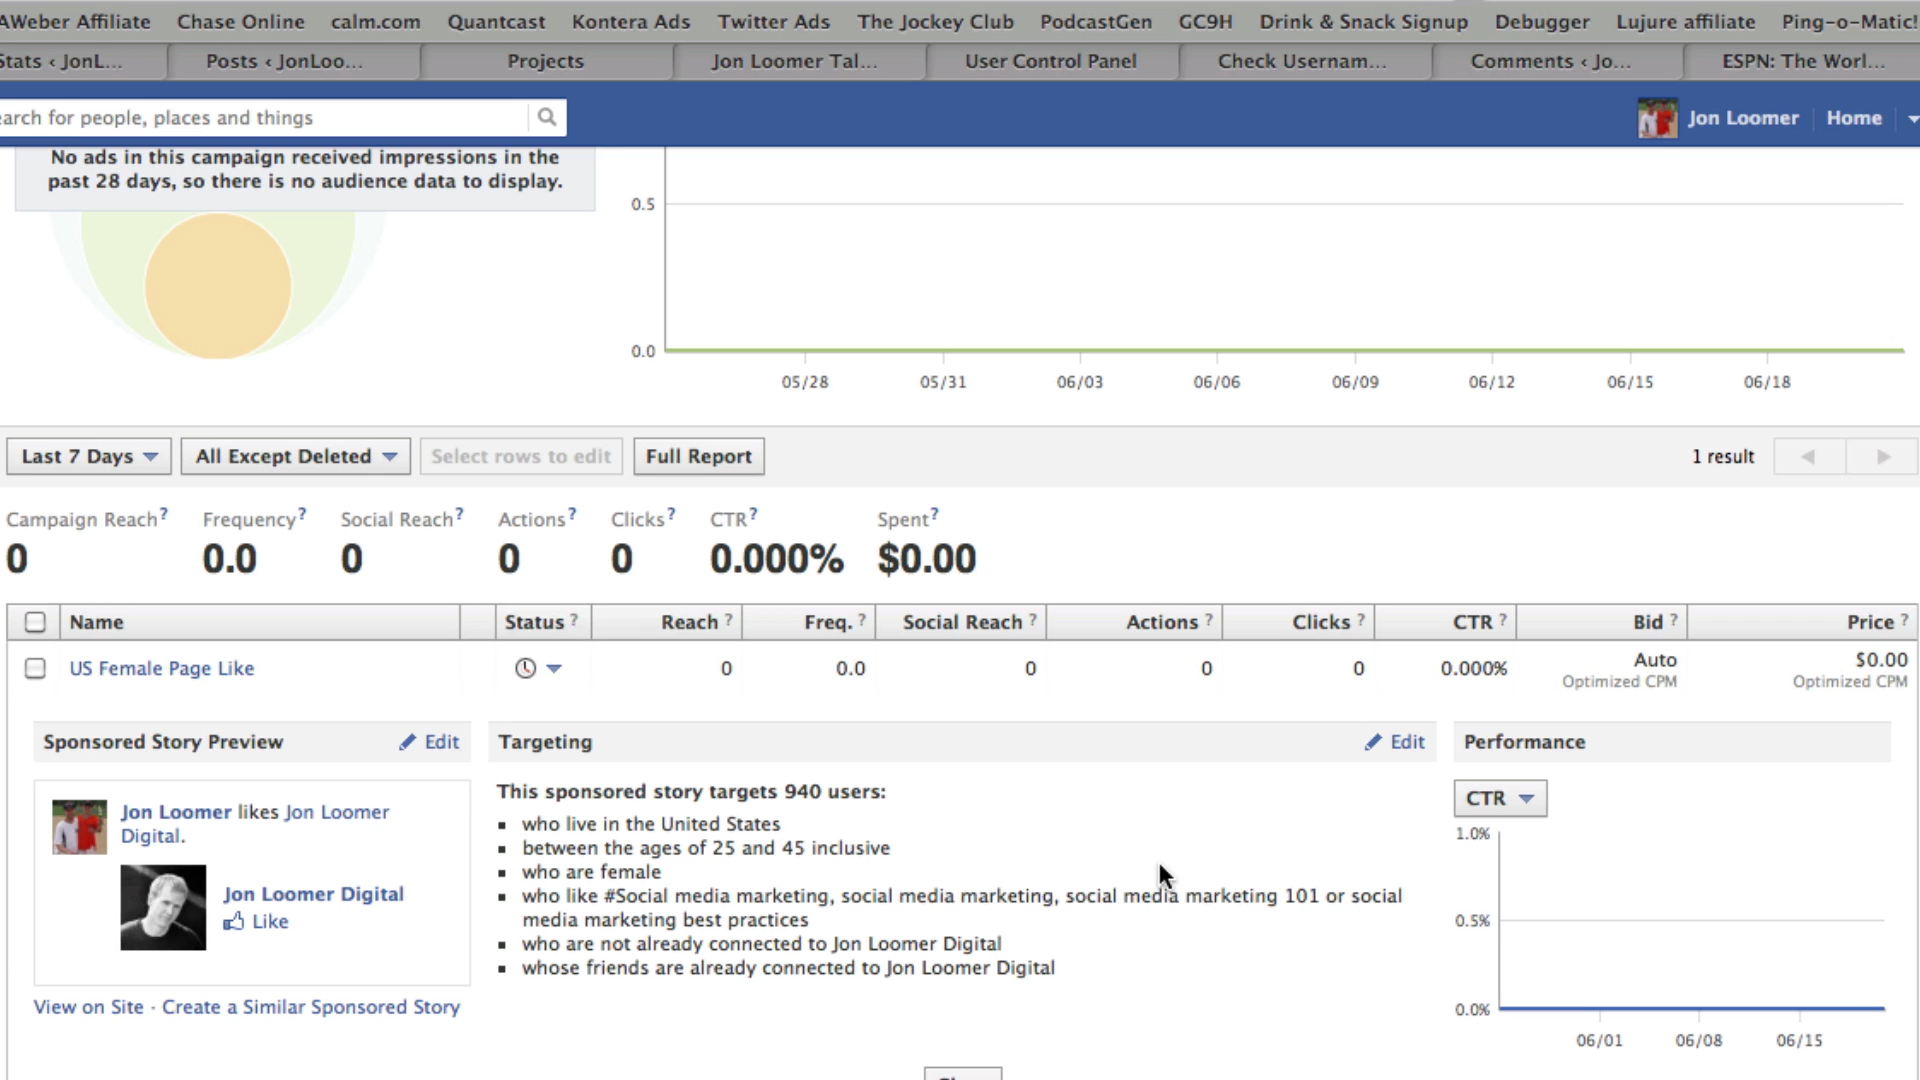 AWeber Affiliate Chase Online calm.com Quantcast Kontera Ads Twitter Ads The Jockey Club PodcastGen GC9H Drink & Snack Signup Debugger Lujure affiliate Ping-o-Matic!
Stats ‹ JonL... Posts ‹ JonLoo... Projects Jon Loomer Tal... User Control Panel Check Usernam... Comments ‹ Jo... ESPN: The Worl...
earch for people, places and things Jon Loomer Home
No ads in this campaign received impressions in the
past 28 days, so there is no audience data to display.
0.5
0.0
05/28 05/31 06/03 06/06 06/09 06/12 06/15 06/18
Last 7 Days All Except Deleted Select rows to edit Full Report 1 result
Campaign Reach? Frequency? Social Reach? Actions? Clicks? CTR? Spent?
0 0.0 0 0 0 0.000% $0.00
Name Status ? Reach ? Freq. ? Social Reach ? Actions ? Clicks ? CTR ? Bid ? Price ?
US Female Page Like 0 0.0 0 0 0 0.000% Auto $0.00
Optimized CPM Optimized CPM
Sponsored Story Preview Edit Targeting Edit Performance
Jon Loomer likes Jon Loomer
Digital.
Jon Loomer Digital
Like
View on Site · Create a Similar Sponsored Story
This sponsored story targets 940 users:
who live in the United States
between the ages of 25 and 45 inclusive
who are female
who like #Social media marketing, social media marketing, social media marketing 101 or social
media marketing best practices
who are not already connected to Jon Loomer Digital
whose friends are already connected to Jon Loomer Digital
CTR
1.0%
0.5%
0.0%
06/01 06/08 06/15